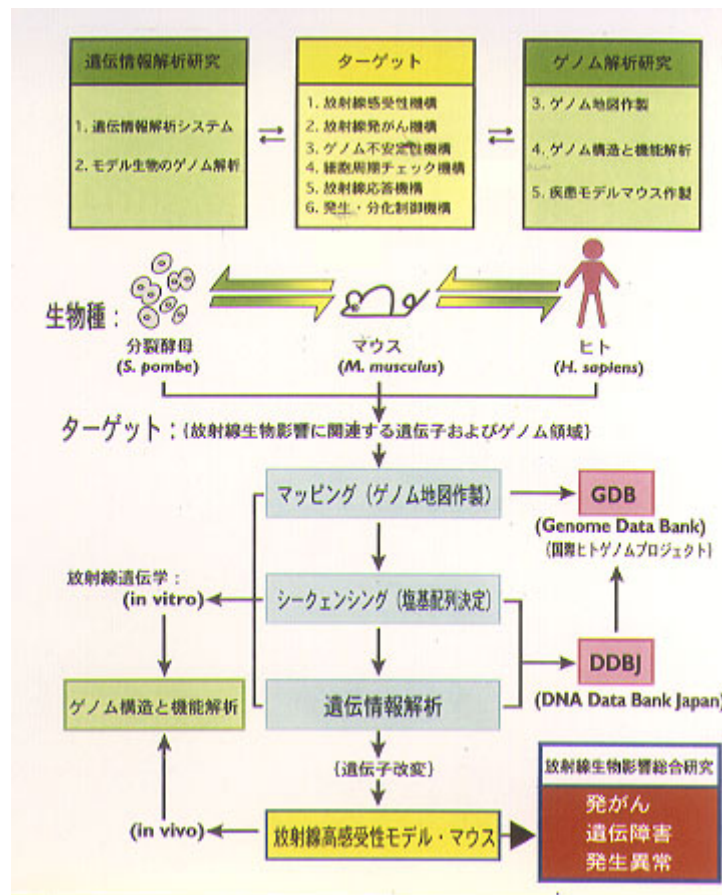 遺伝情報解析研究
1. 遺伝情報解析システム
2. モデル生物のゲノム解析
ターゲット
1. 放射線感受性機構
2. 放射線発がん機構
3. ゲノム不安定性機構
4. 細胞周期チェック機構
5. 放射線応答機構
6. 発生・分化制御機構
ゲノム解析研究
3. ゲノム地図作製
4. ゲノム構造と機能解析
5. 疾患モデルマウス作製
生物種：
分裂酵母
(S. pombe)
マウス
(M. musculus)
ヒト
(H. sapiens)
ターゲット：{放射線生物影響に関連する遺伝子およびゲノム領域}
マッピング（ゲノム地図作製）
GDB
(Genome Data Bank)
{国際ヒトゲノムプロジェクト}
放射線遺伝学：
(in vitro)
シークェンシング（塩基配列決定）
DDBJ
(DNA Data Bank Japan)
ゲノム構造と機能解析
遺伝情報解析
{遺伝子改変}
(in vivo)
放射線高感受性モデル・マウス
放射線生物影響総合研究
発がん
遺伝障害
発生異常